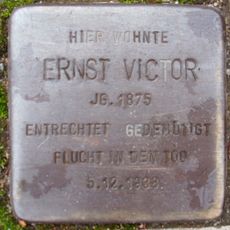 HIER WOHNTE
ERNST VICTOR
JG. 1875
ENTRECHTET GEDEMÜTIGT
FLUCHT IN DEN TOD
5.12.1938